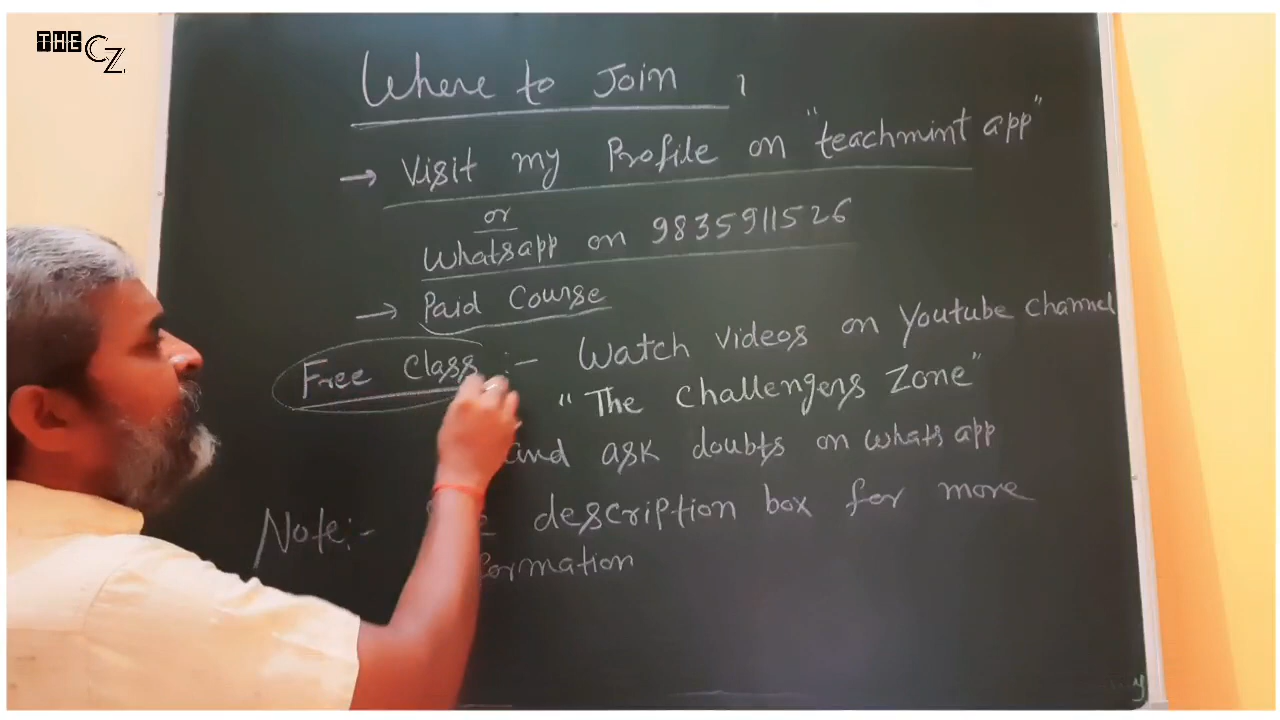 THE CZ
Where to Join ?
→ Visit my Profile on "teachmint app"
or
Whatsapp on 9835911526
→ Paid Course
Free Class :- Watch videos on Youtube channel
"The Challengers Zone"
and ask doubts on whats app
Note:- description box for more
formation